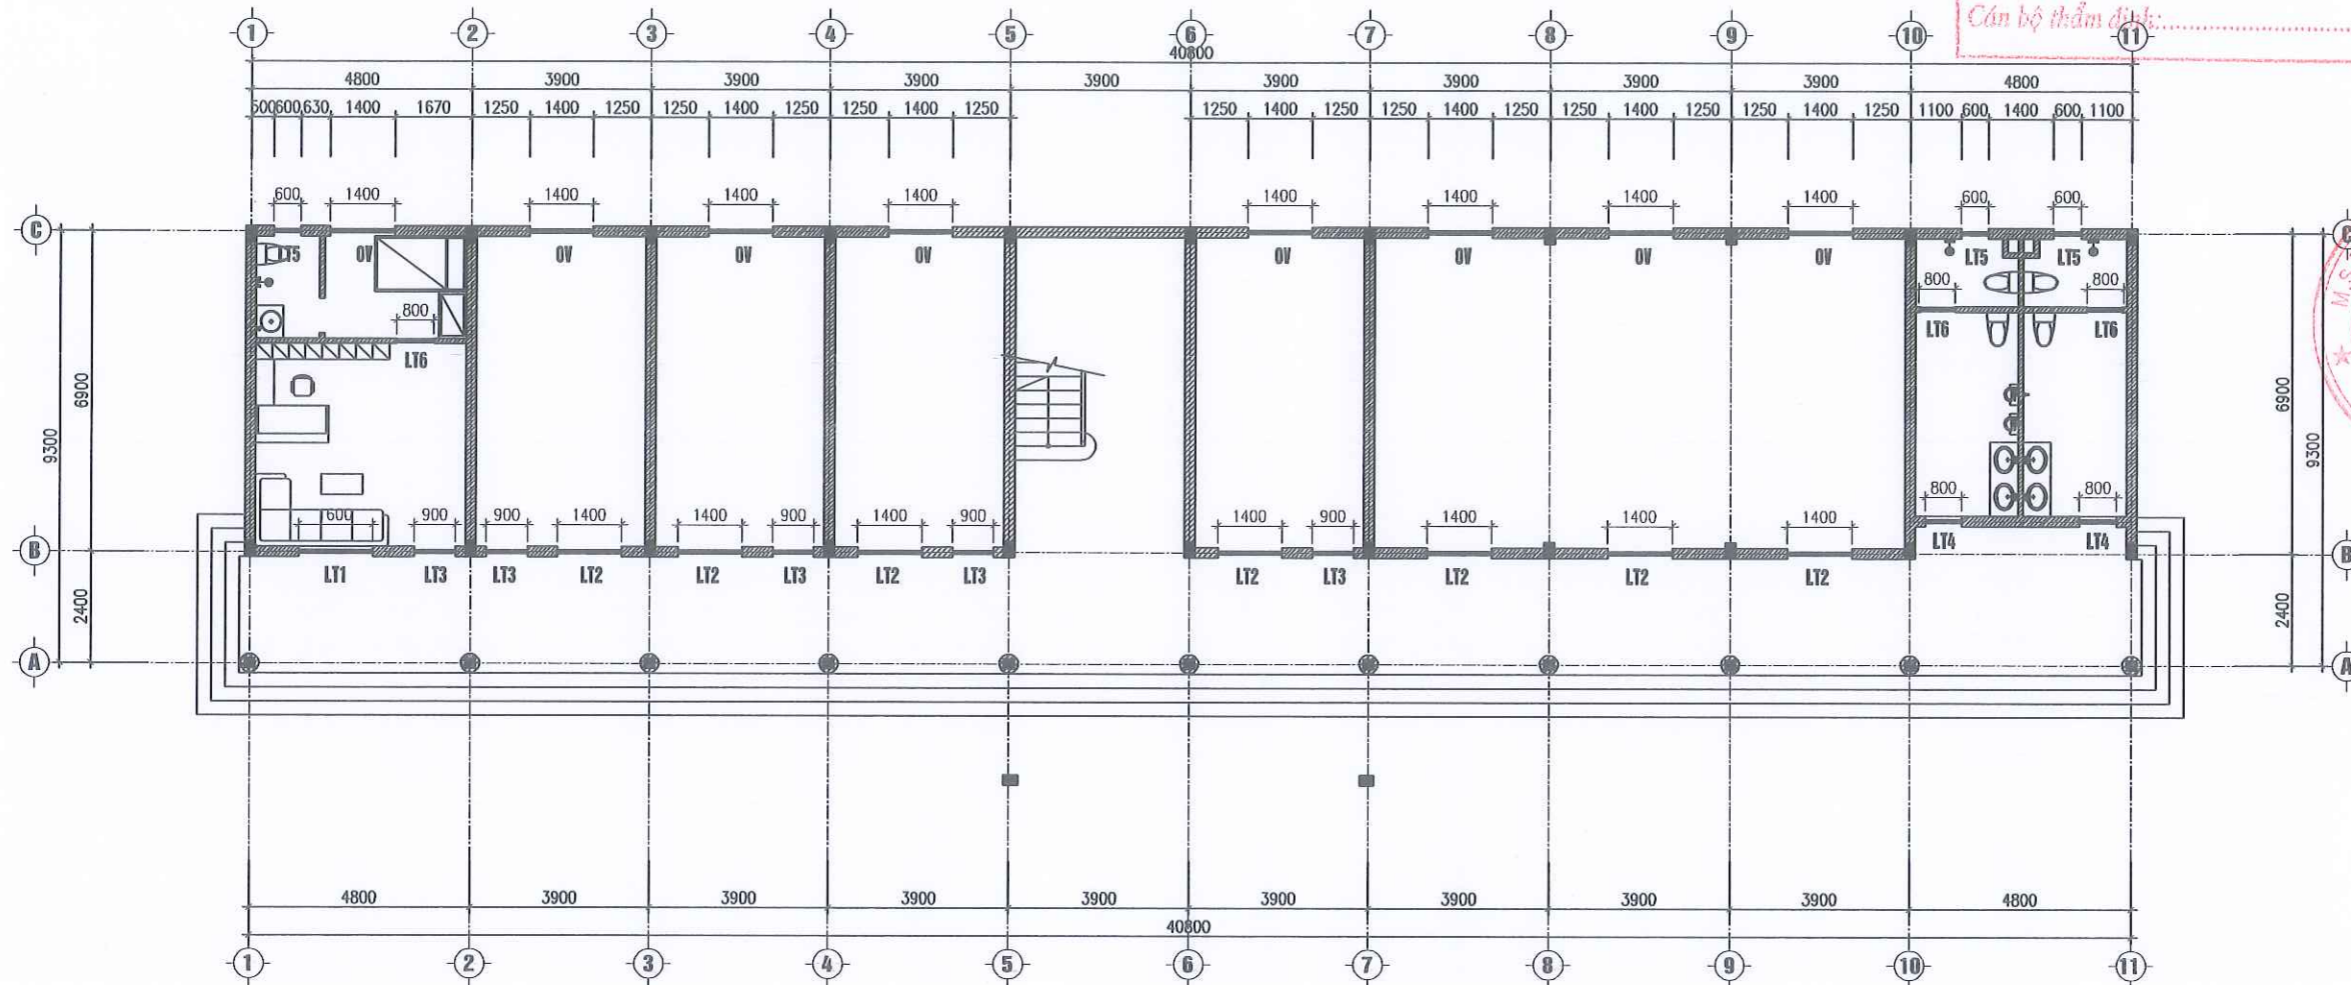 Cán bộ thẩm định:
1 2 3 4 5 6 7 8 9 10 11
40800
4800 3900 3900 3900 3900 3900 3900 3900 3900 4800
600 630 1400 1670 1250 1400 1250 1250 1400 1250 1250 1400 1250 1250 1400 1250 1250 1400 1250 1250 1400 1250 1250 1400 1250 1100 600 1400 600 1100
600 1400 1400 1400 1400 1400 1400 1400 1400 600 600
C C
OV OV OV OV OV OV OV OV LT5 LT5
800 800
800
LT6 LT6
LT6
6900 6900
9300 9300
800 800
600 900 900 1400 1400 900 1400 900 1400 900 1400 1400 1400
LT4 LT4
B B
LT1 LT3 LT3 LT2 LT2 LT3 LT2 LT3 LT2 LT3 LT2 LT2 LT2
2400 2400
A A
4800 3900 3900 3900 3900 3900 3900 3900 3900 4800
40800
1 2 3 4 5 6 7 8 9 10 11